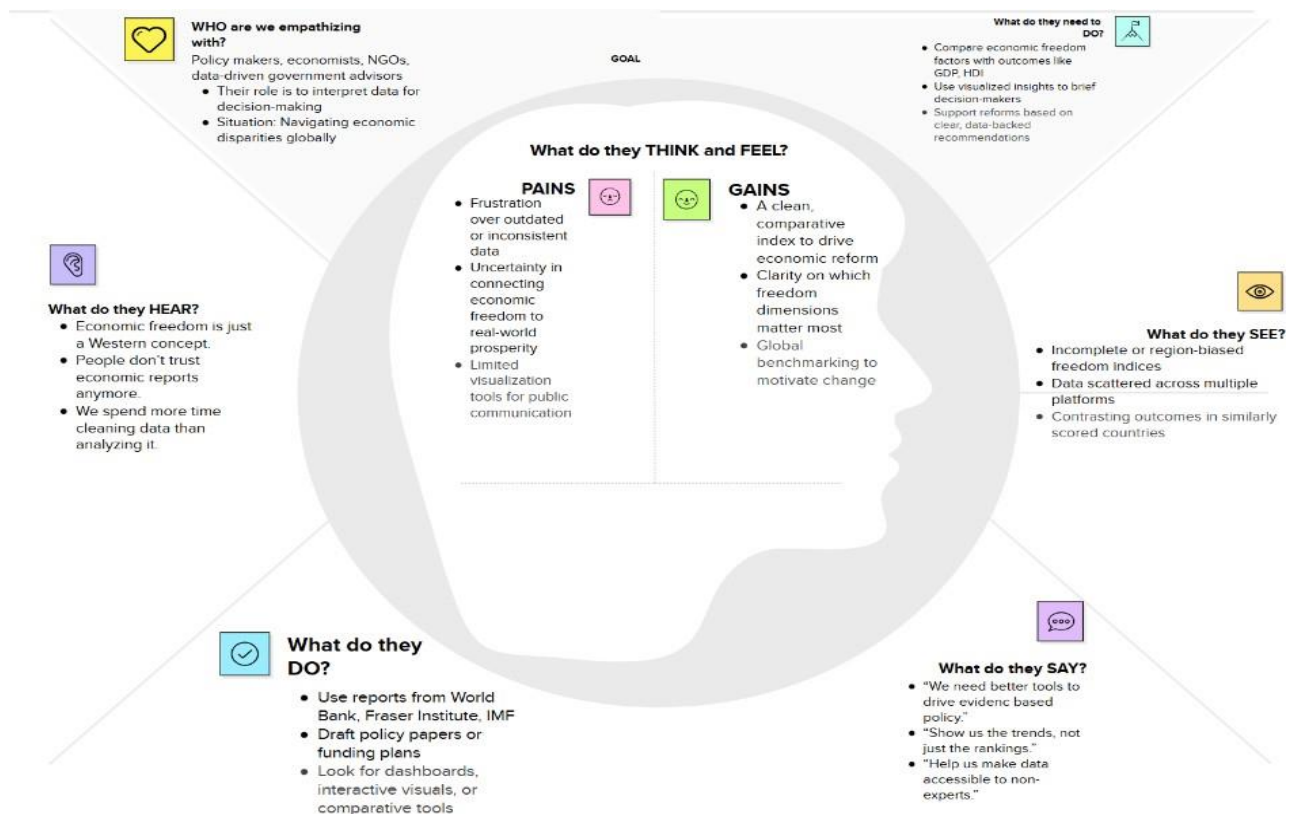 WHO are we empathizing
with?
Policy makers, economists, NGOs,
data-driven government advisors
• Their role is to interpret data for
decision-making
• Situation: Navigating economic
disparities globally
GOAL
What do they need to
DO?
• Compare economic freedom
factors with outcomes like
GDP, HDI
• Use visualized insights to brief
decision-makers
• Support reforms based on
clear, data-backed
recommendations
What do they THINK and FEEL?
PAINS
• Frustration
over outdated
or inconsistent
data
• Uncertainty in
connecting
economic
freedom to
real-world
prosperity
• Limited
visualization
tools for public
communication
GAINS
• A clean,
comparative
index to drive
economic reform
• Clarity on which
freedom
dimensions
matter most
• Global
benchmarking to
motivate change
What do they HEAR?
• Economic freedom is just
a Western concept.
• People don't trust
economic reports
anymore.
• We spend more time
cleaning data than
analyzing it.
What do they SEE?
• Incomplete or region-biased
freedom indices
• Data scattered across multiple
platforms
• Contrasting outcomes in similarly
scored countries
What do they
DO?
• Use reports from World
Bank, Fraser Institute, IMF
• Draft policy papers or
funding plans
• Look for dashboards,
interactive visuals, or
comparative tools
What do they SAY?
• "We need better tools to
drive evidenc based
policy."
• "Show us the trends, not
just the rankings."
• "Help us make data
accessible to non-
experts."